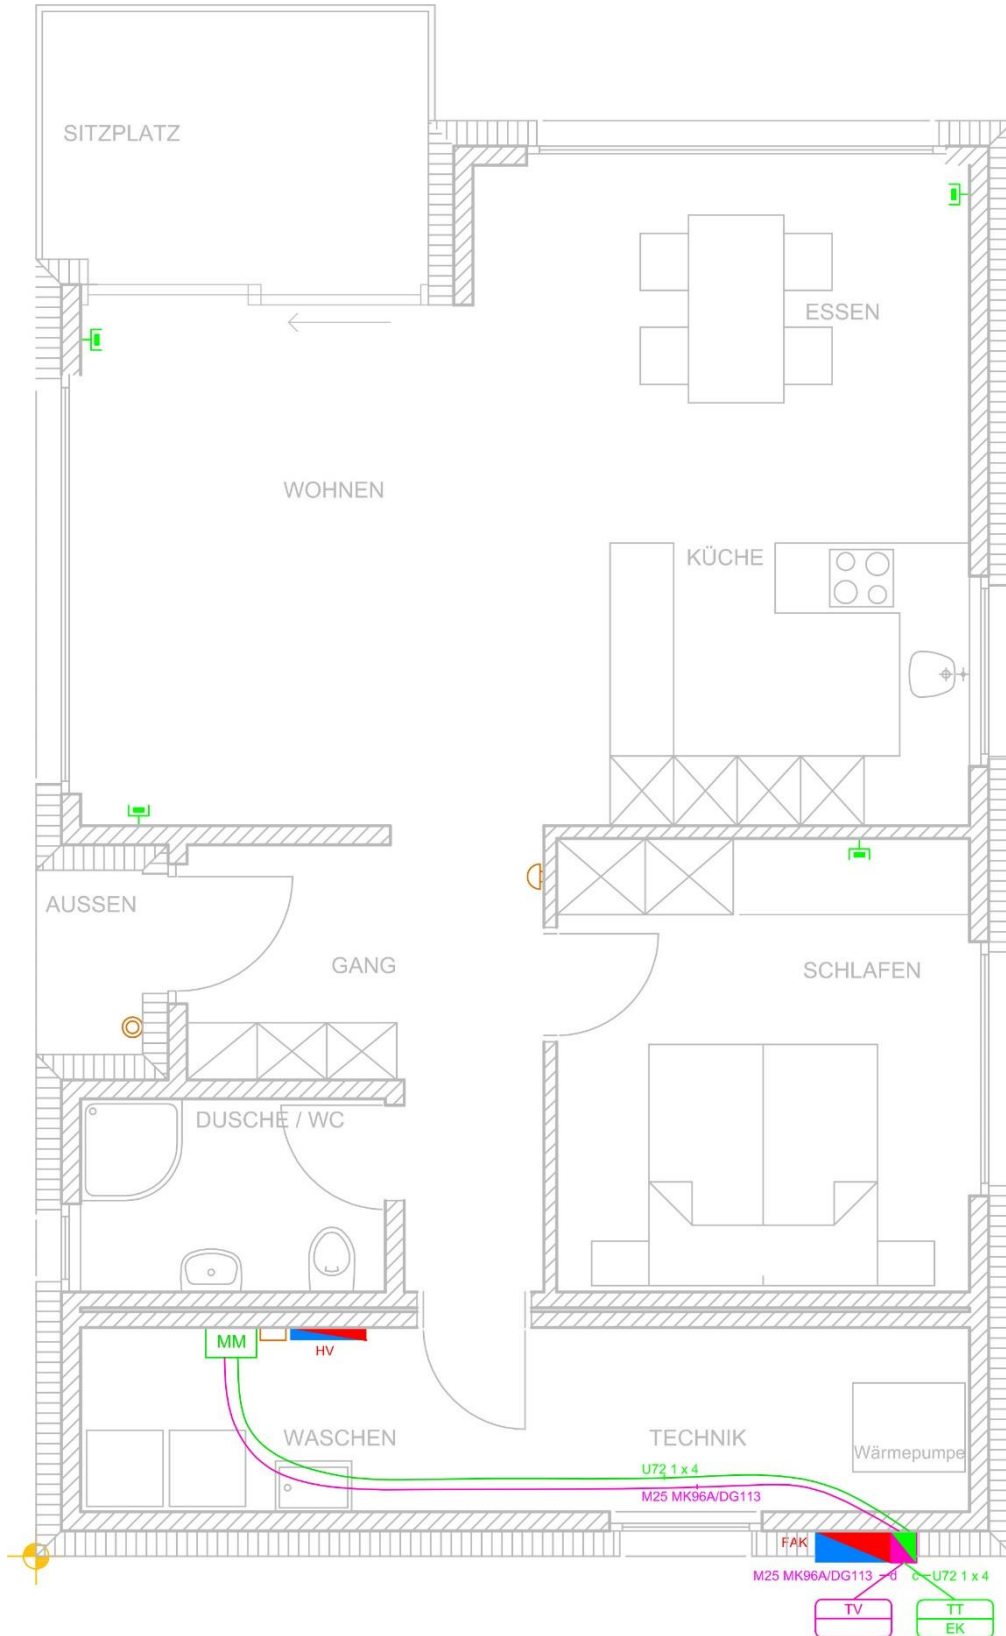 SITZPLATZ
ESSEN
WOHNEN
KÜCHE
AUSSEN
GANG
SCHLAFEN
DUSCHE / WC
MM
HV
WASCHEN
TECHNIK
Wärmepumpe
U72 1 x 4
M25 MK96A/DG113
FAK
M25 MK96A/DG113 d c U72 1 x 4
TV
TT
EK